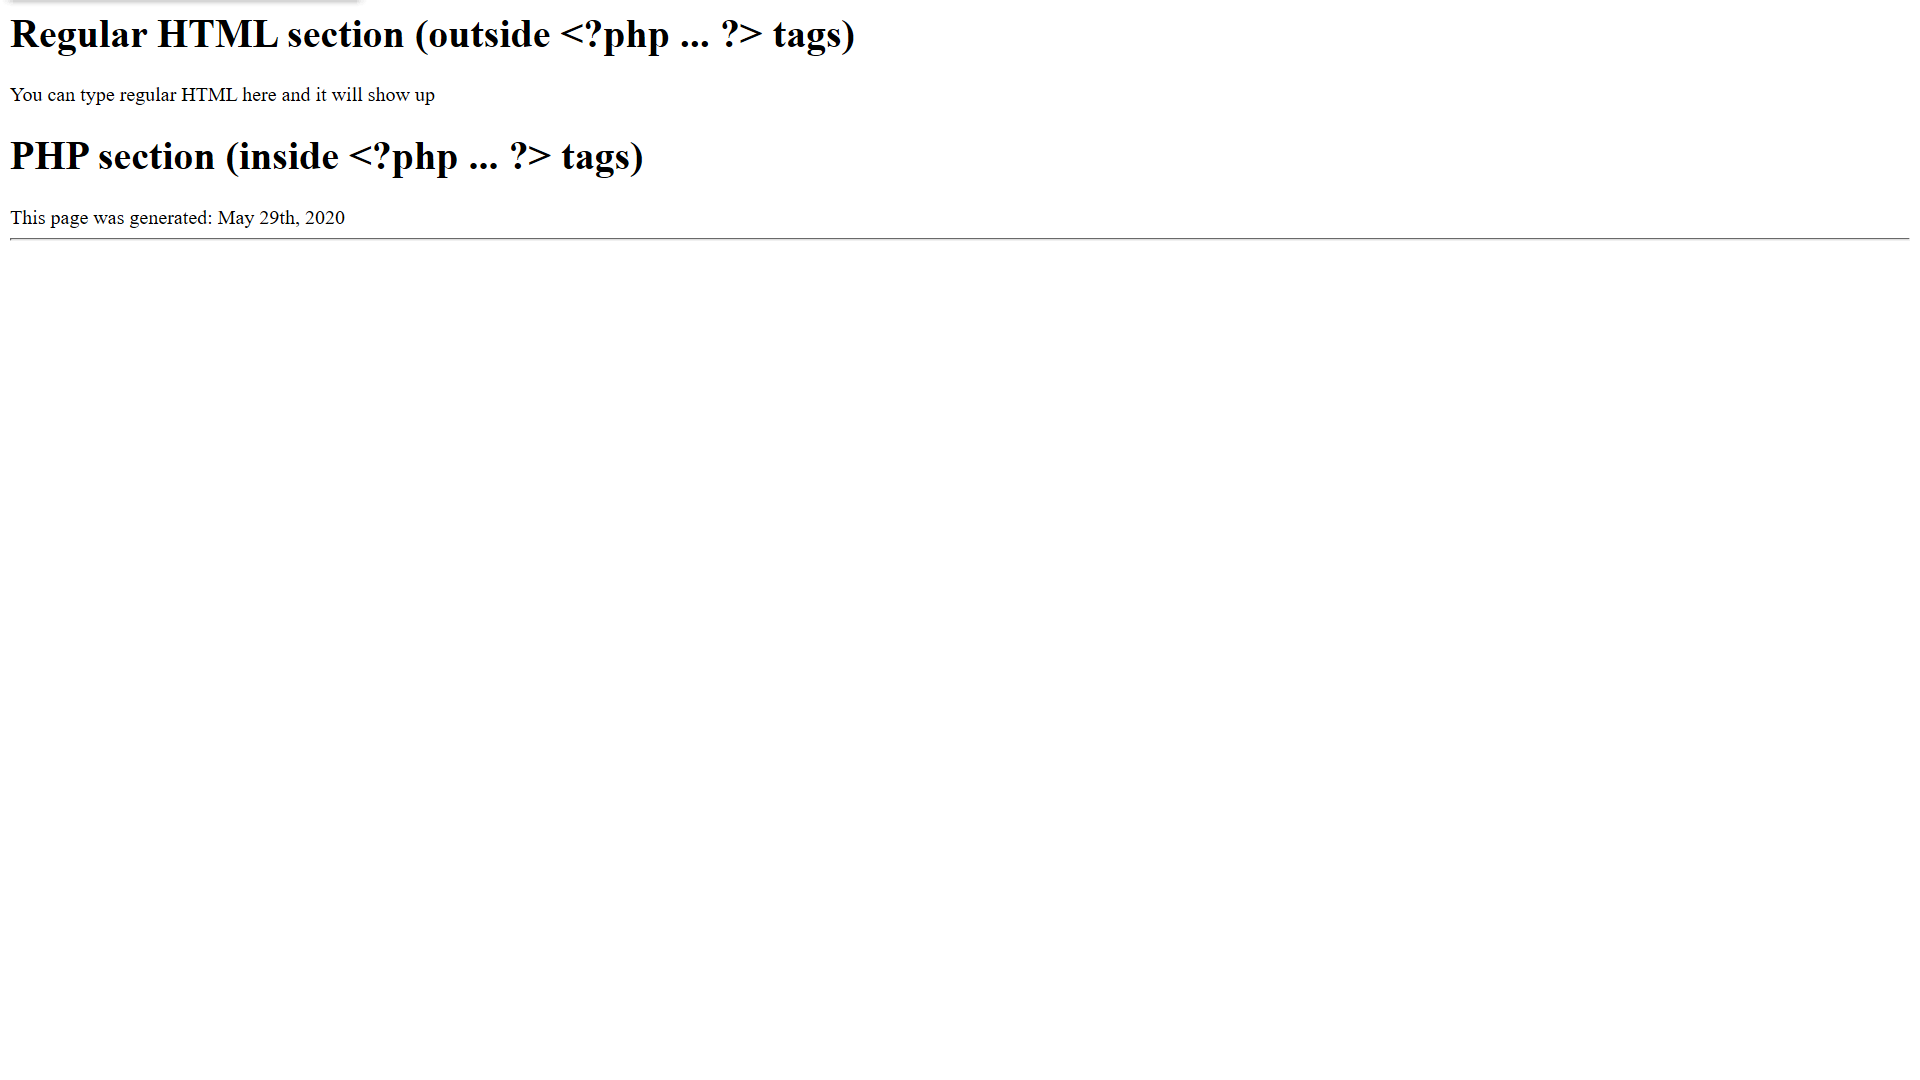 Regular HTML section (outside <?php ... ?> tags)
You can type regular HTML here and it will show up
PHP section (inside <?php ... ?> tags)
This page was generated: May 29th, 2020